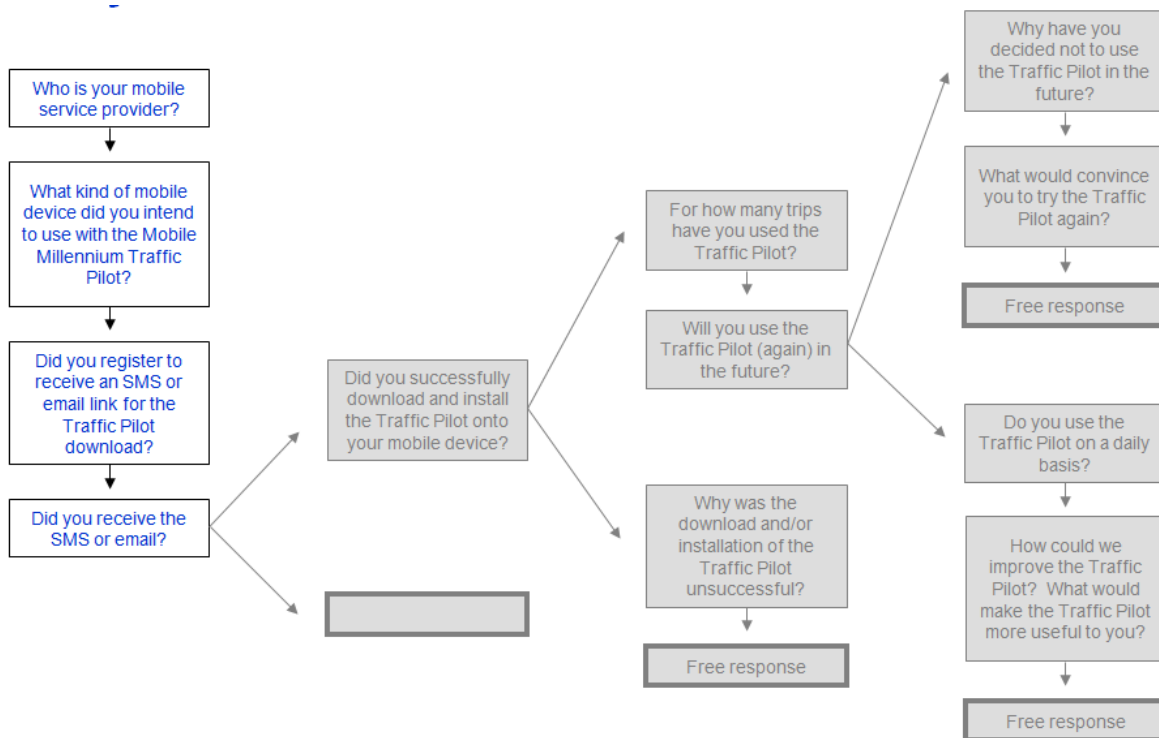 Who is your mobile
service provider?
What kind of mobile
device did you intend
to use with the Mobile
Millennium Traffic
Pilot?
Did you register to
receive an SMS or
email link for the
Traffic Pilot
download?
Did you receive the
SMS or email?
Did you successfully
download and install
the Traffic Pilot onto
your mobile device?
For how many trips
have you used the
Traffic Pilot?
Will you use the
Traffic Pilot (again) in
the future?
Why was the
download and/or
installation of the
Traffic Pilot
unsuccessful?
Free response
Why have you
decided not to use
the Traffic Pilot in the
future?
What would convince
you to try the Traffic
Pilot again?
Free response
Do you use the
Traffic Pilot on a daily
basis?
How could we
improve the Traffic
Pilot?  What would
make the Traffic Pilot
more useful to you?
Free response